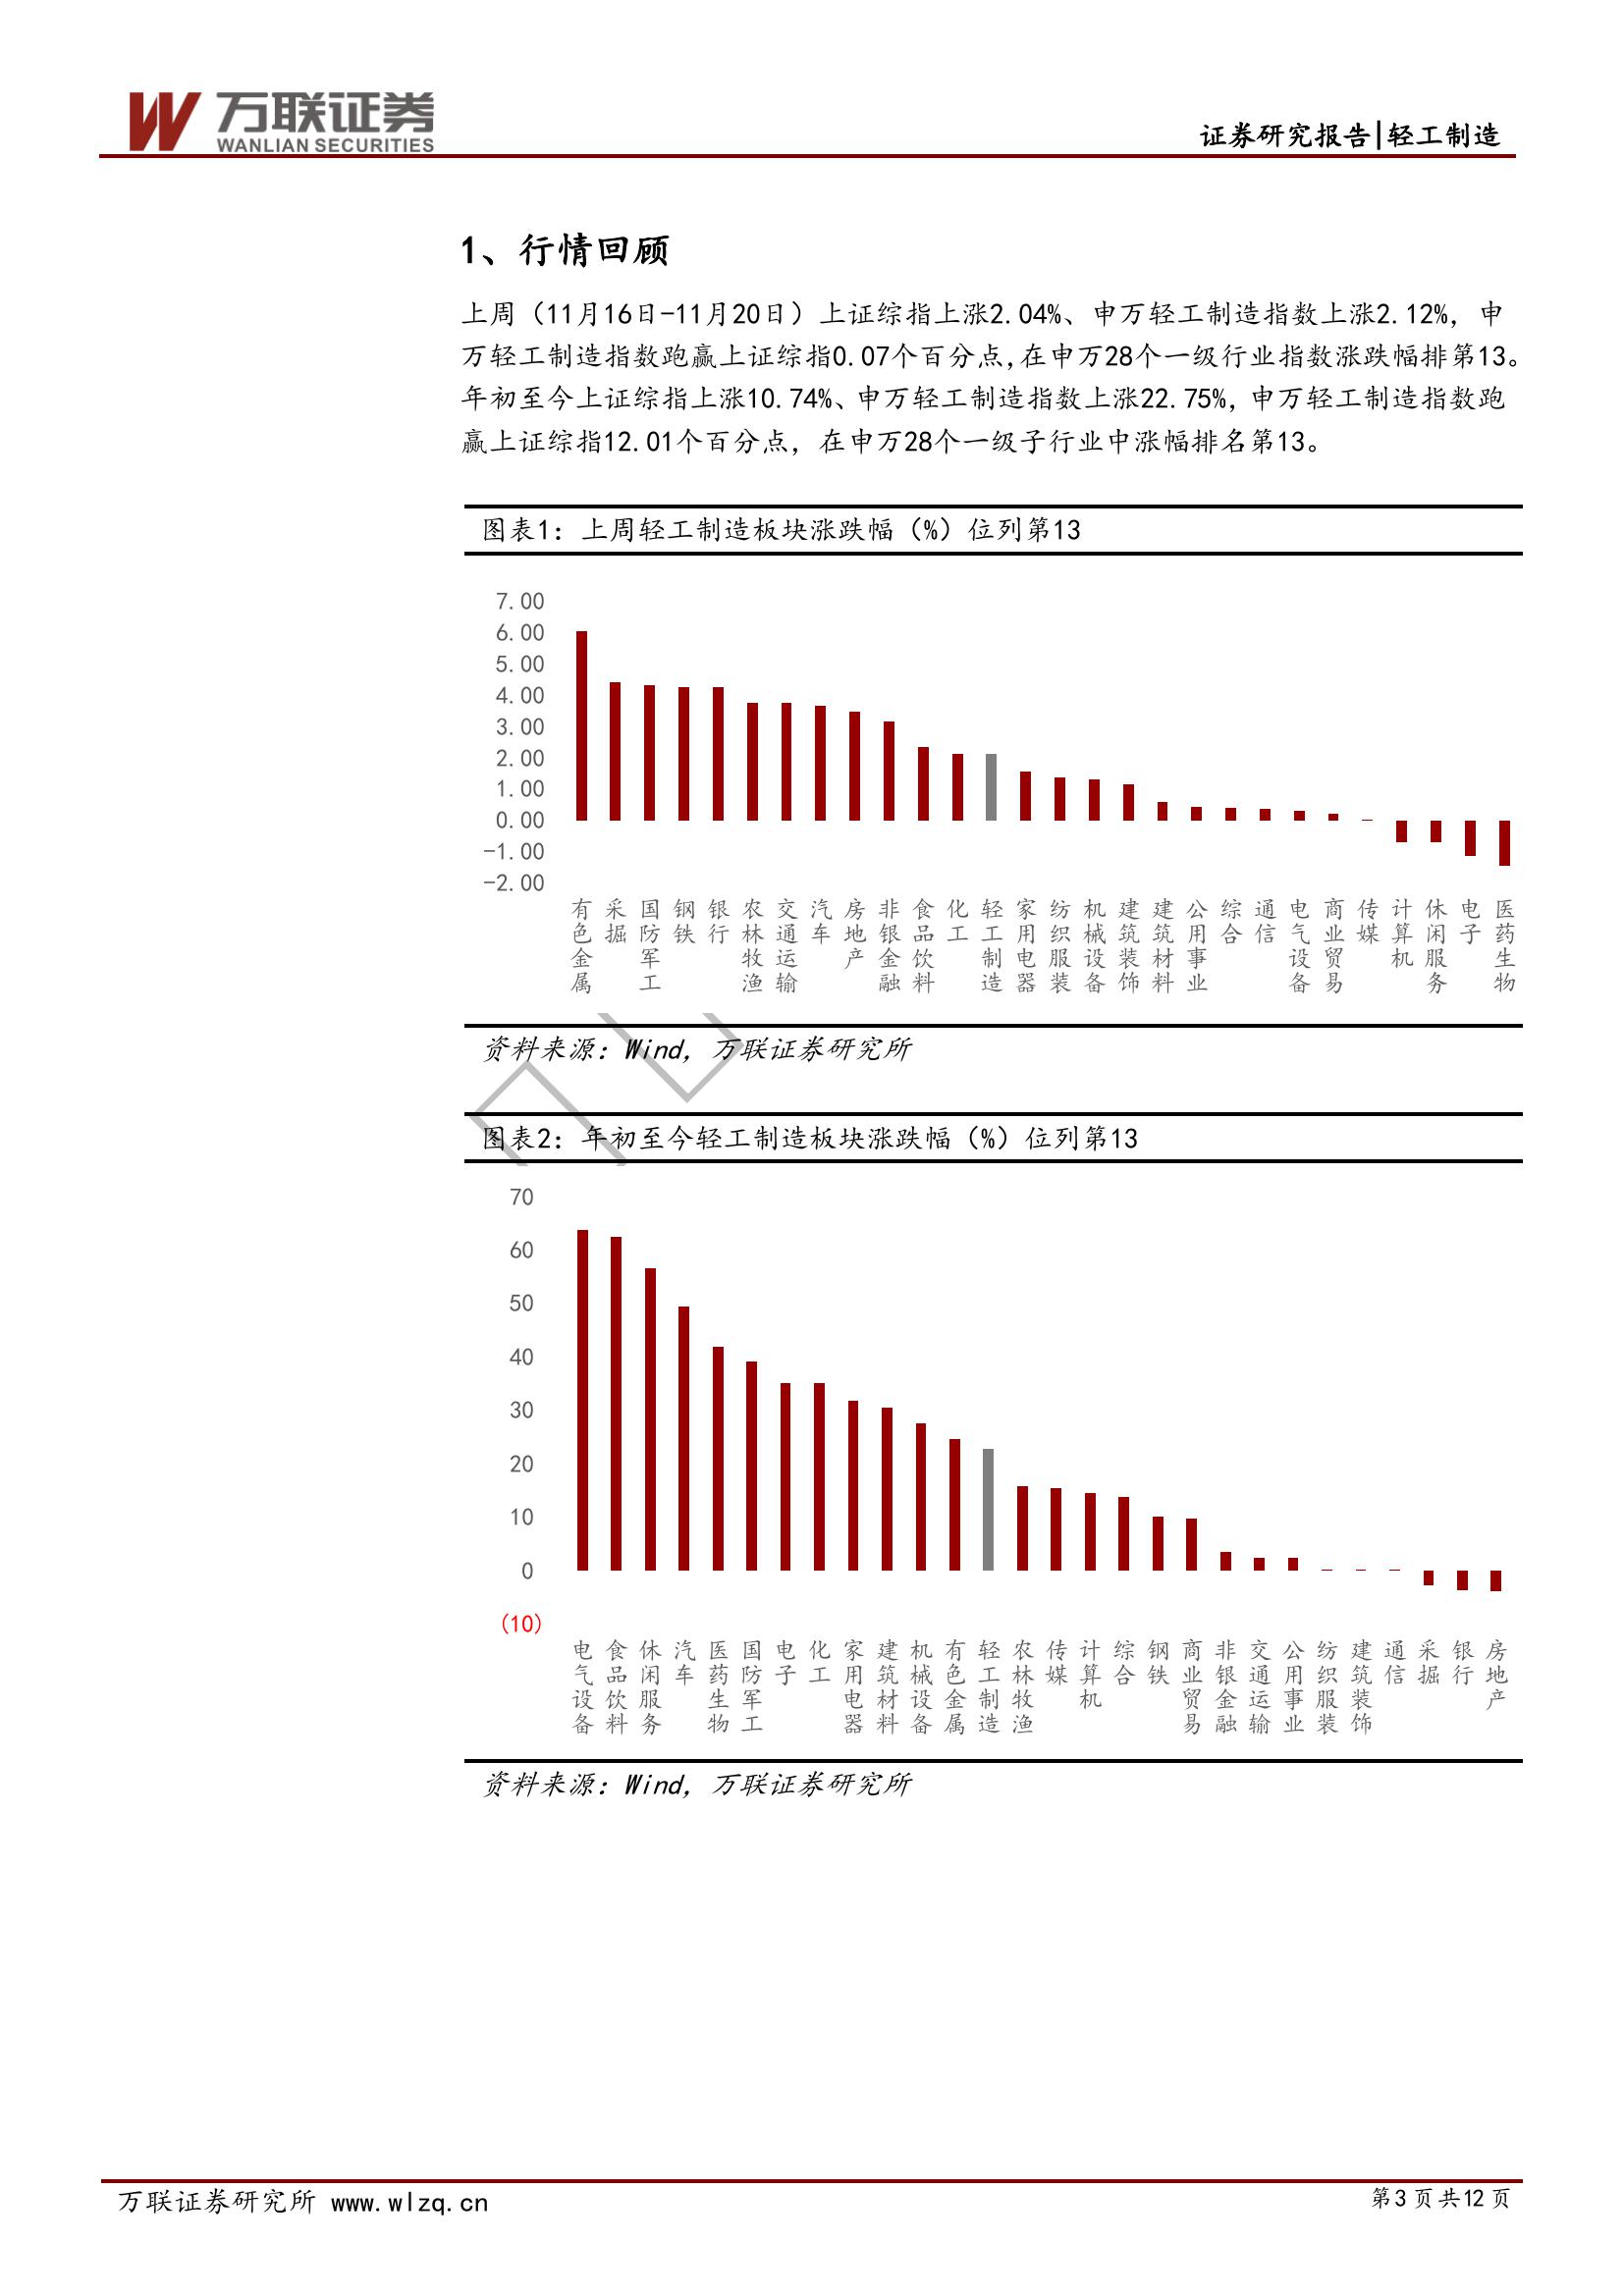 万联证券
WANLIAN SECURITIES
证券研究报告|轻工制造
1、行情回顾
上周（11月16日-11月20日）上证综指上涨2.04%、申万轻工制造指数上涨2.12%，申
万轻工制造指数跑赢上证综指0.07个百分点,在申万28个一级行业指数涨跌幅排第13。
年初至今上证综指上涨10.74%、申万轻工制造指数上涨22.75%，申万轻工制造指数跑
赢上证综指12.01个百分点，在申万28个一级子行业中涨幅排名第13。
图表1：上周轻工制造板块涨跌幅（%）位列第13
7.00
6.00
5.00
4.00
3.00
2.00
1.00
0.00
-1.00
-2.00
有色金属
采掘
国防军工
钢铁
银行
农林牧渔
交通运输
汽车
房地产
非银金融
食品饮料
化工
轻工制造
家用电器
纺织服装
机械设备
建筑装饰
建筑材料
公用事业
综合
通信
电气设备
商业贸易
传媒
计算机
休闲服务
电子
医药生物
资料来源：Wind，万联证券研究所
图表2：年初至今轻工制造板块涨跌幅（%）位列第13
70
60
50
40
30
20
10
0
(10)
电气设备
食品饮料
休闲服务
汽车
医药生物
国防军工
电子
化工
家用电器
建筑材料
机械设备
有色金属
轻工制造
农林牧渔
传媒
计算机
综合
钢铁
商业贸易
非银金融
交通运输
公用事业
纺织服装
建筑装饰
通信
采掘
银行
房地产
资料来源：Wind，万联证券研究所
万联证券研究所 www.wlzq.cn
第3页共12页